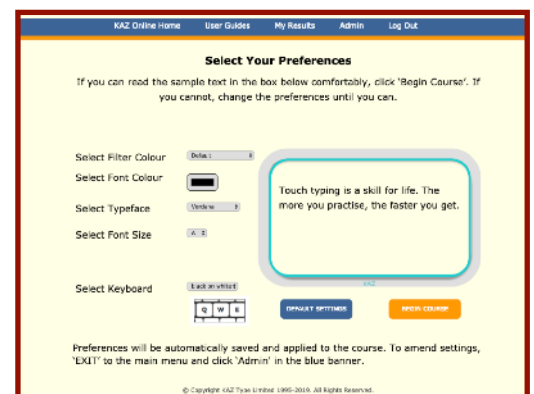 KAZ Online Home User Guides My Results Admin Log Out
Select Your Preferences
If you can read the sample text in the box below comfortably, click 'Begin Course'. If
you cannot, change the preferences until you can.
Select Filter Colour Default
Select Font Colour
Select Typeface Verdana
Select Font Size A
Touch typing is a skill for life. The
more you practise, the faster you get.
KAZ
Select Keyboard black on white
Q W E
DEFAULT SETTINGS BEGIN COURSE
Preferences will be automatically saved and applied to the course. To amend settings,
'EXIT' to the main menu and click 'Admin' in the blue banner.
© Copyright KAZ Type Limited 1995-2019. All Rights Reserved.